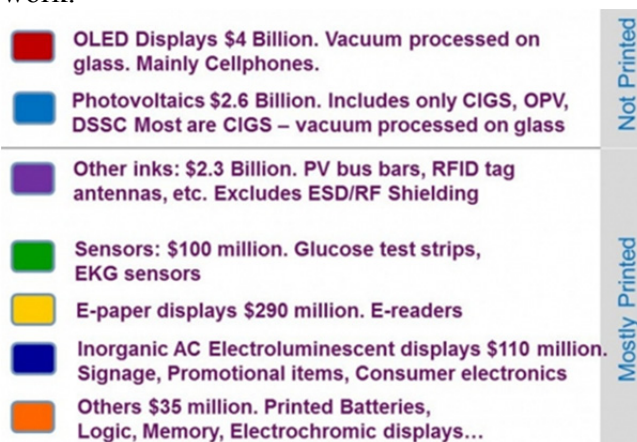 work.
OLED Displays $4 Billion. Vacuum processed on
glass. Mainly Cellphones.
Photovoltaics $2.6 Billion. Includes only CIGS, OPV,
DSSC Most are CIGS – vacuum processed on glass
Not Printed
Other inks: $2.3 Billion. PV bus bars, RFID tag
antennas, etc. Excludes ESD/RF Shielding
Sensors: $100 million. Glucose test strips,
EKG sensors
E-paper displays $290 million. E-readers
Inorganic AC Electroluminescent displays $110 million.
Signage, Promotional items, Consumer electronics
Others $35 million. Printed Batteries,
Logic, Memory, Electrochromic displays...
Mostly Printed